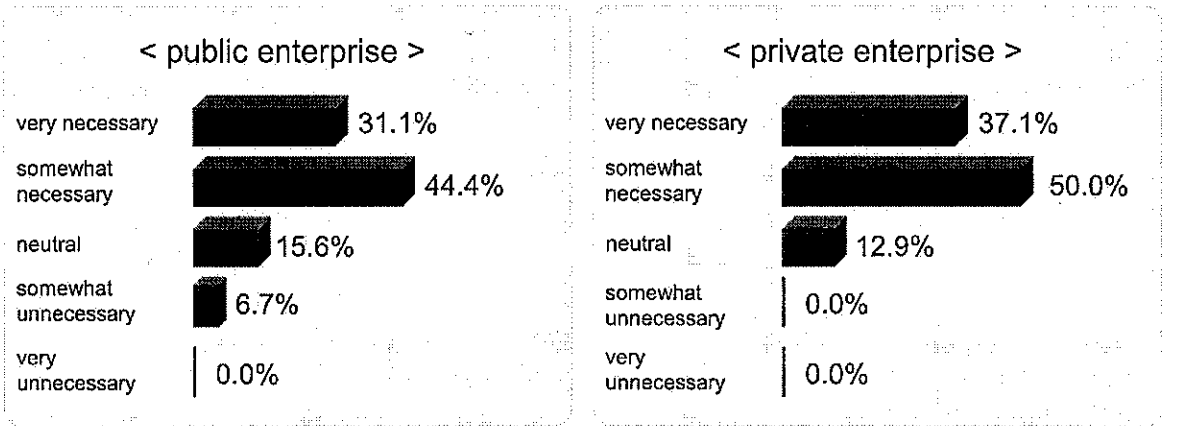 < public enterprise >
very necessary 31.1%
somewhat
necessary 44.4%
neutral 15.6%
somewhat
unnecessary 6.7%
very
unnecessary 0.0%
< private enterprise >
very necessary 37.1%
somewhat
necessary 50.0%
neutral 12.9%
somewhat
unnecessary 0.0%
very
unnecessary 0.0%